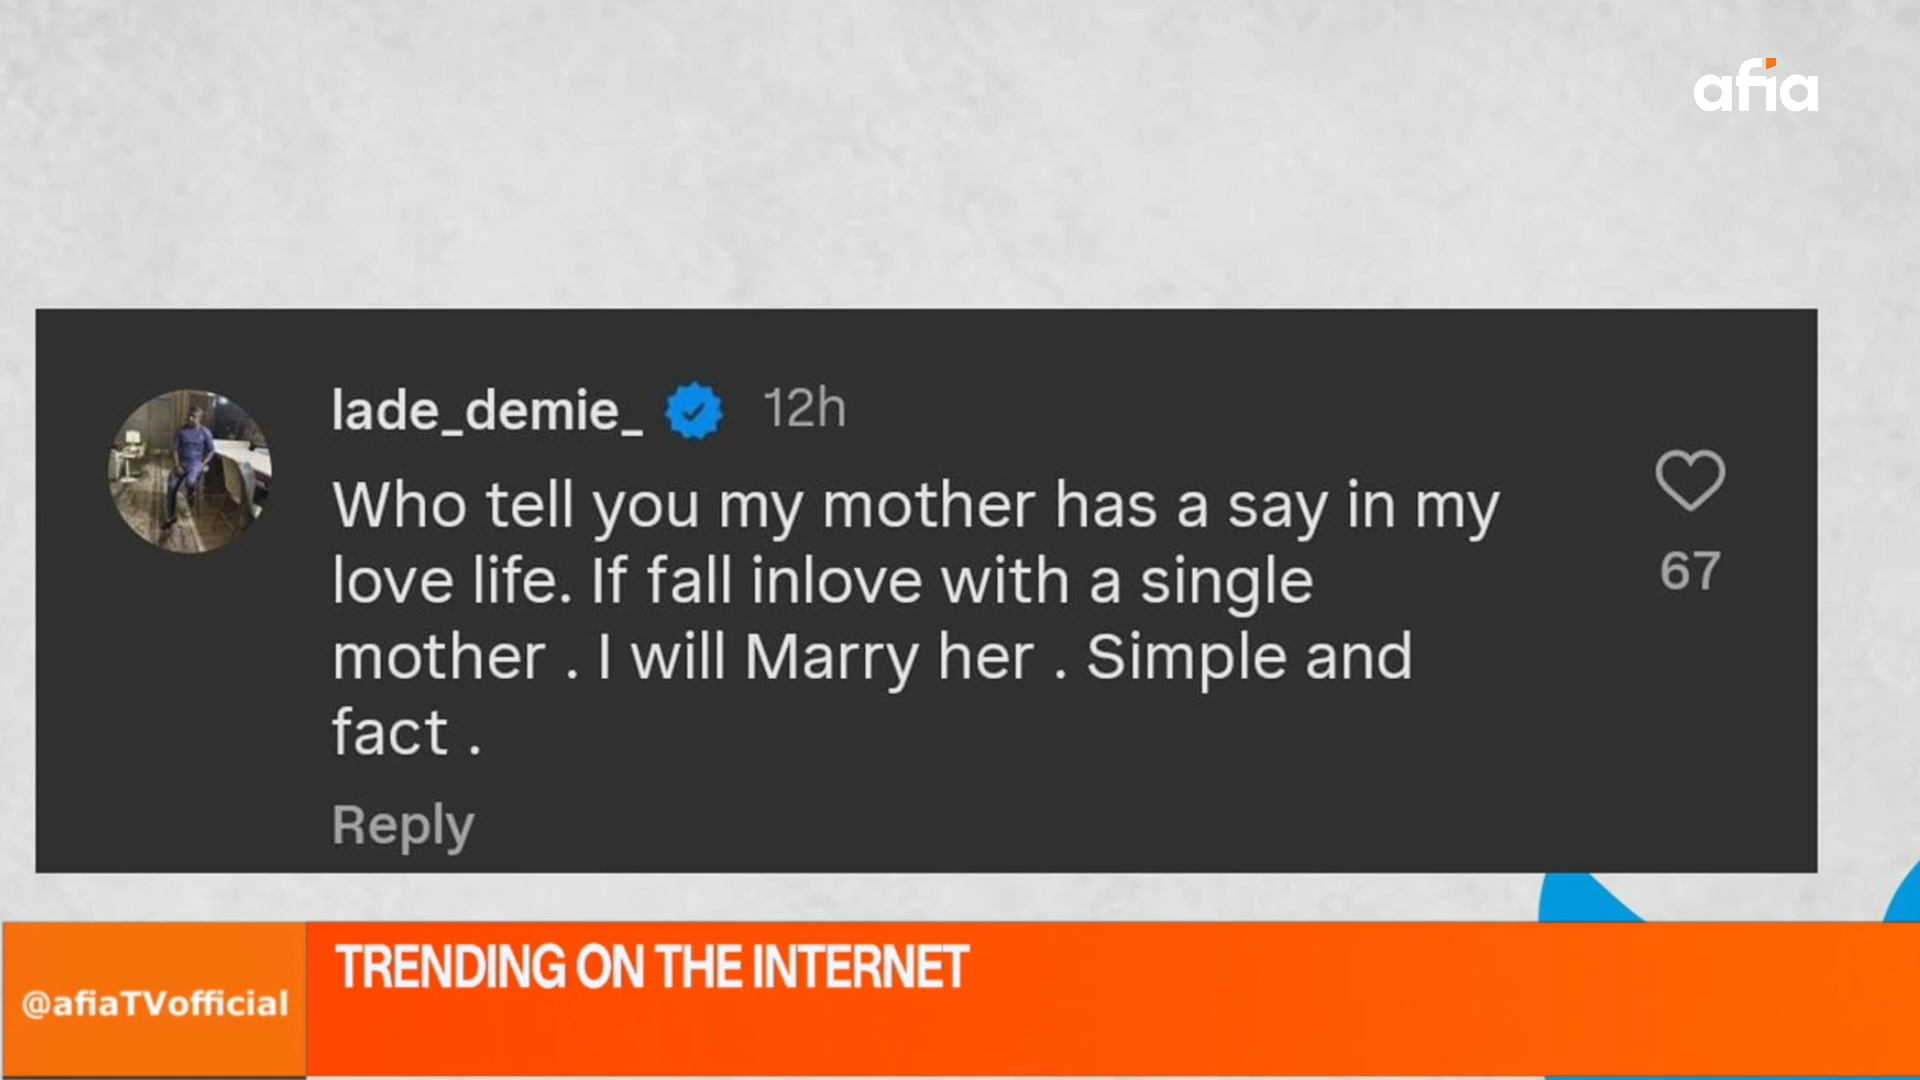 afia
lade_demie_ 12h
Who tell you my mother has a say in my
love life. If fall inlove with a single
mother . I will Marry her . Simple and
fact .
67
Reply
TRENDING ON THE INTERNET
@afiaTVofficial